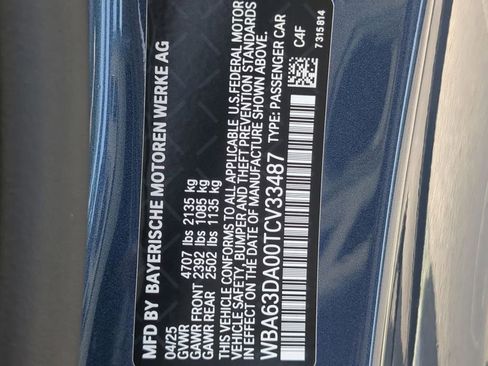 MFD BY BAYERISCHE MOTOREN WERKE AG
04/25
GVWR 4707 lbs 2135 kg
GAWR FRONT 2392 lbs 1085 kg
GAWR REAR 2502 lbs 1135 kg
THIS VEHICLE CONFORMS TO ALL APPLICABLE U.S. FEDERAL MOTOR
VEHICLE SAFETY, BUMPER AND THEFT PREVENTION STANDARDS
IN EFFECT ON THE DATE OF MANUFACTURE SHOWN ABOVE.
WBA63DA00TCV33487 TYPE: PASSENGER CAR
C4F
7 315 814